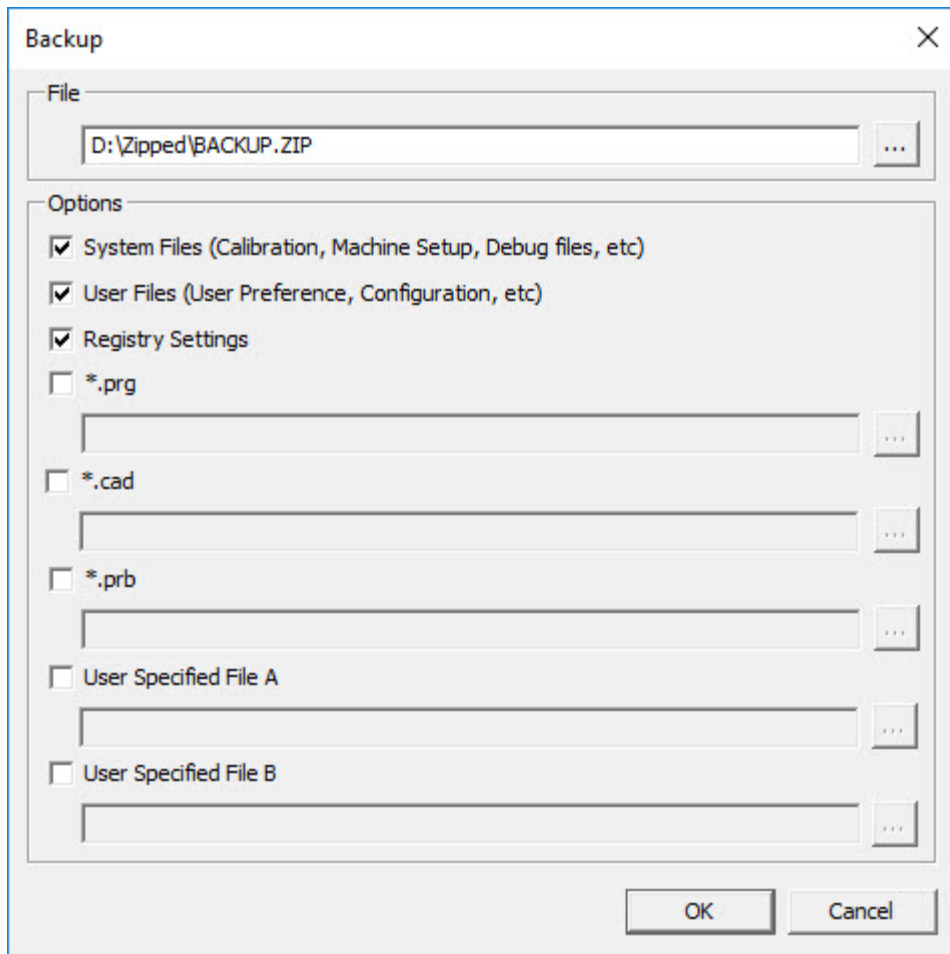 Backup
File
D:\Zipped\BACKUP.ZIP
...
Options
System Files (Calibration, Machine Setup, Debug files, etc)
User Files (User Preference, Configuration, etc)
Registry Settings
*.prg
...
*.cad
...
*.prb
...
User Specified File A
...
User Specified File B
...
OK
Cancel